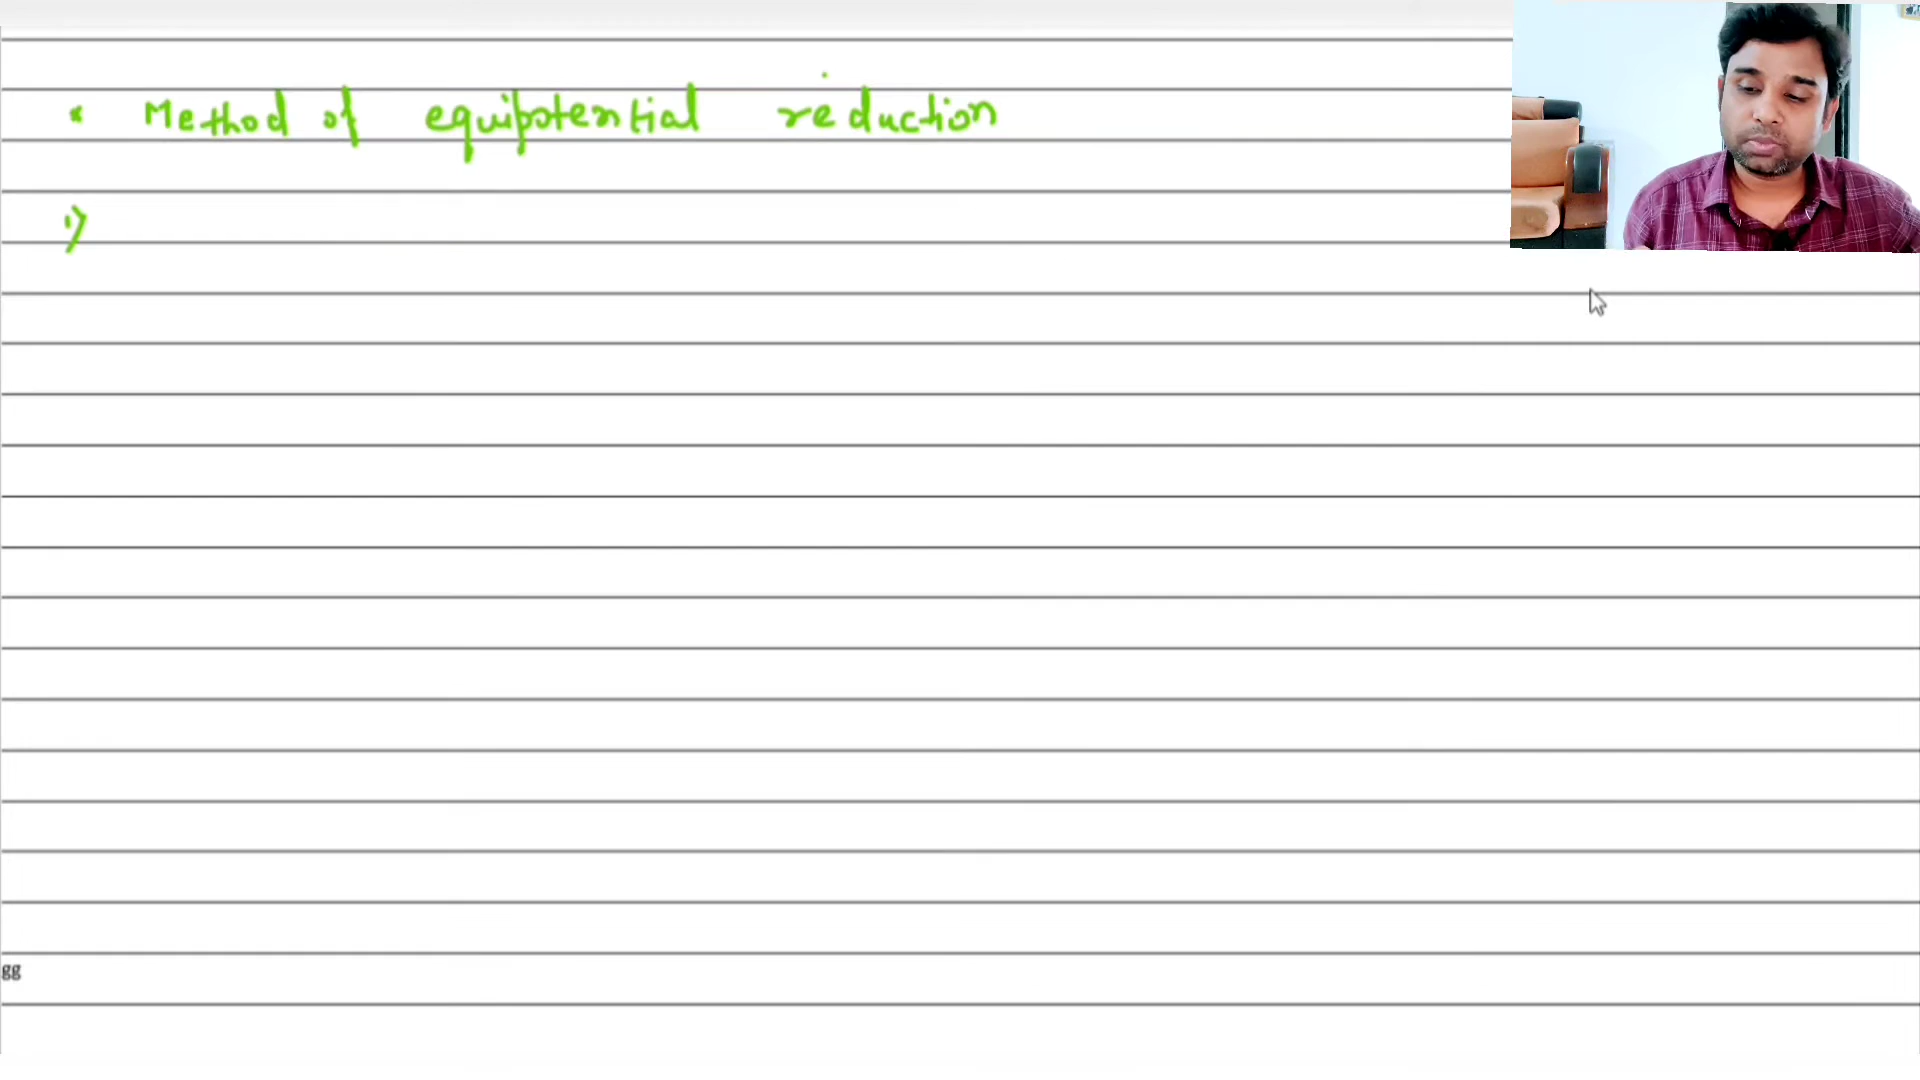 * Method of equipotential reduction
1)
gg